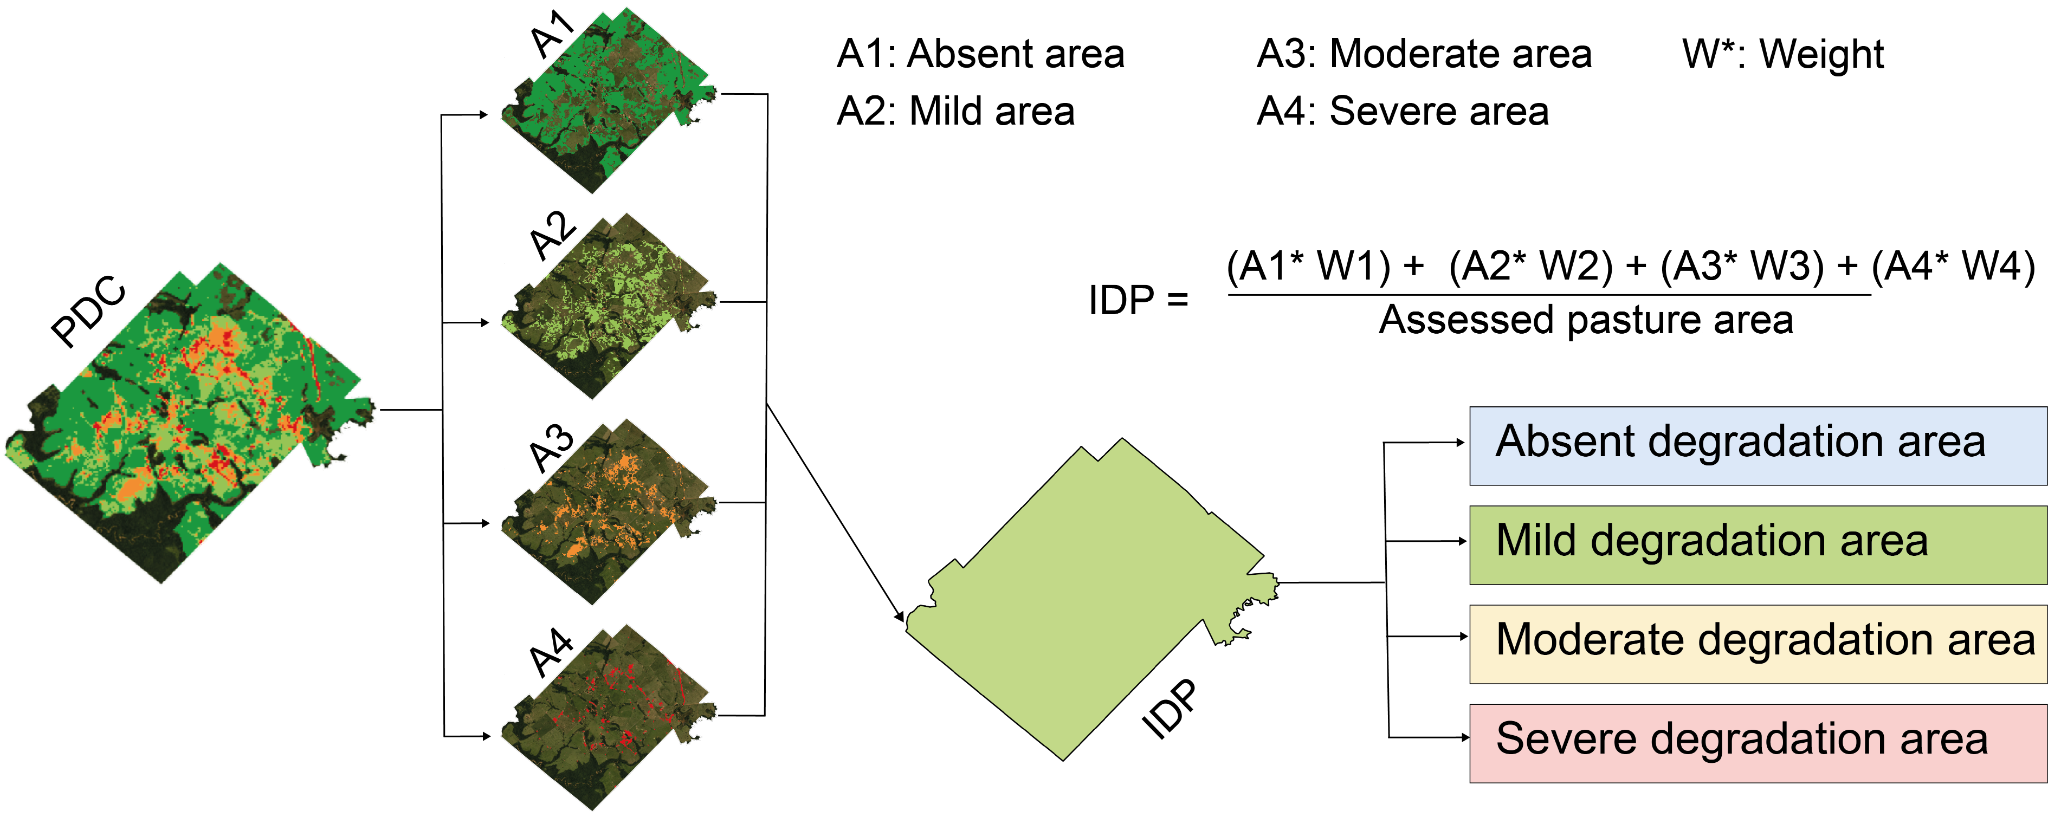 A1
A1: Absent area
A3: Moderate area
W*: Weight
A2: Mild area
A4: Severe area
A2
PDC
IDP = (A1* W1) + (A2* W2) + (A3* W3) + (A4* W4)
Assessed pasture area
A3
Absent degradation area
Mild degradation area
A4
Moderate degradation area
IDP
Severe degradation area